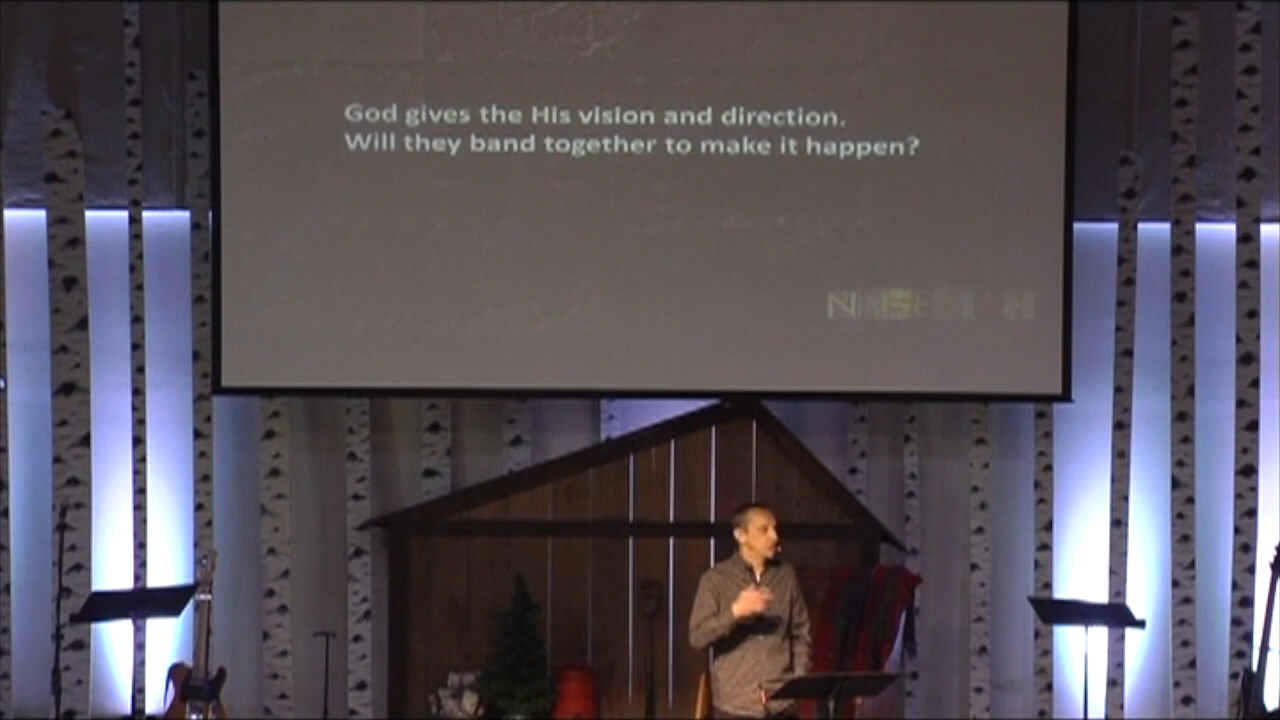 God gives the His vision and direction.
Will they band together to make it happen?